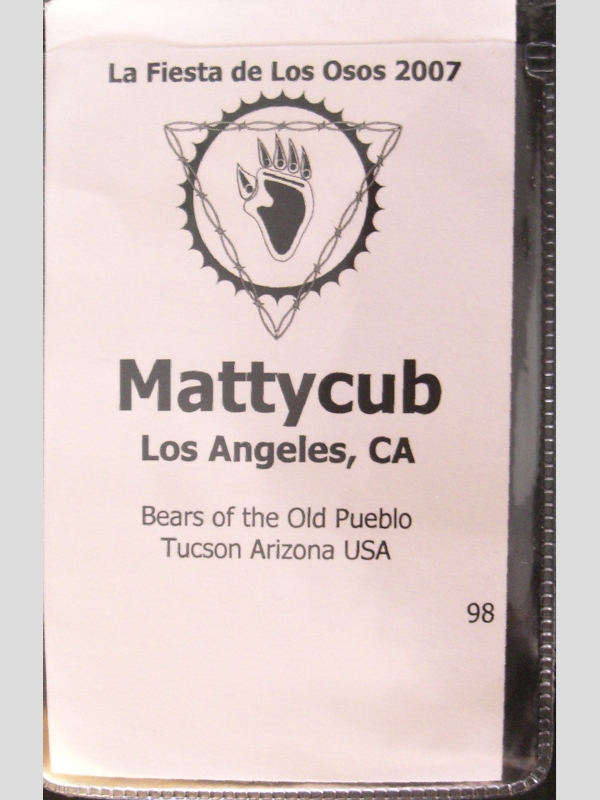 La Fiesta de Los Osos 2007
Mattycub
Los Angeles, CA
Bears of the Old Pueblo
Tucson Arizona USA
98